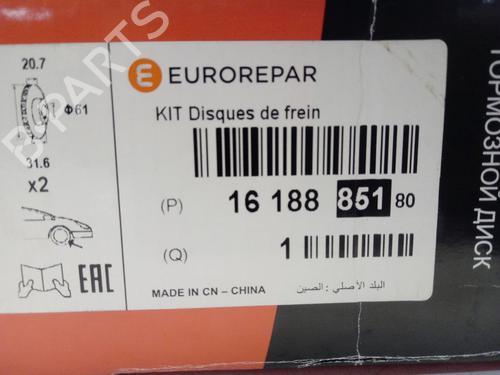 20.7
Φ61
31.6
x2
EAC
EUROREPAR
KIT Disques de frein
(P) 16 188 851 80
(Q) 1
MADE IN CN – CHINA
البلد الأصلي : الصين
ТОРМОЗНОЙ ДИСК
B-PARTS